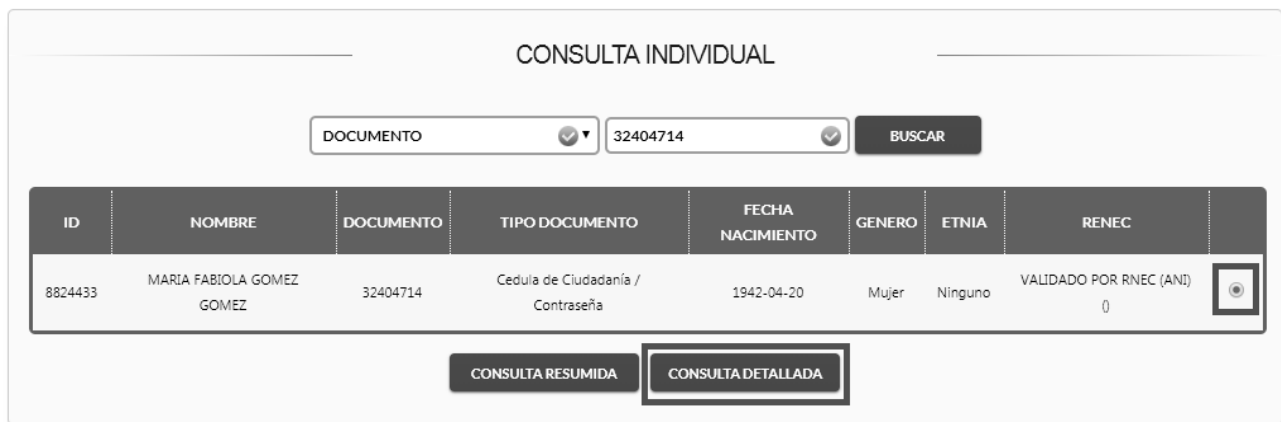 CONSULTA INDIVIDUAL
DOCUMENTO 32404714 BUSCAR
ID NOMBRE DOCUMENTO TIPO DOCUMENTO FECHA NACIMIENTO GENERO ETNIA RENEC
8824433 MARIA FABIOLA GOMEZ GOMEZ 32404714 Cedula de Ciudadanía / Contraseña 1942-04-20 Mujer Ninguno VALIDADO POR RNEC (ANI) ()
CONSULTA RESUMIDA CONSULTA DETALLADA